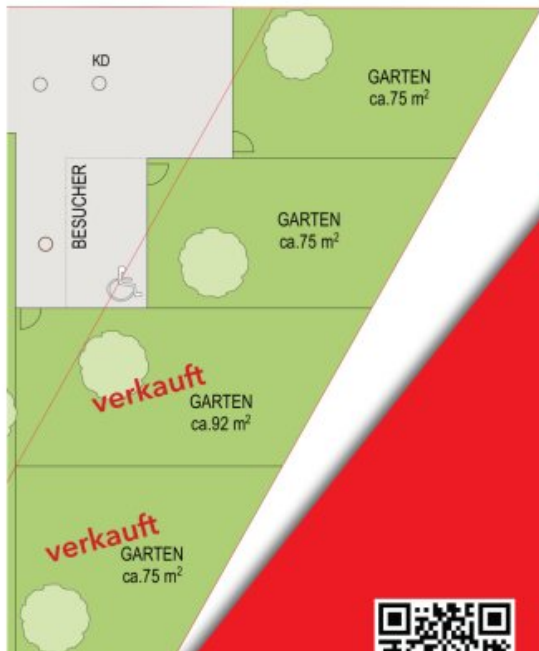 KD
GARTEN
ca.75 m²
BESUCHER
GARTEN
ca.75 m²
verkauft
GARTEN
ca.92 m²
verkauft
GARTEN
ca.75 m²